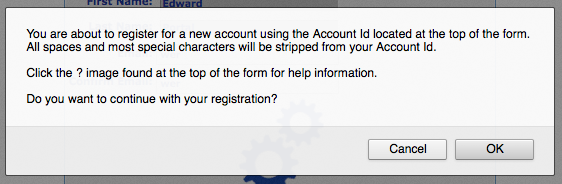 First Name: Edward
You are about to register for a new account using the Account Id located at the top of the form.
All spaces and most special characters will be stripped from your Account Id.
Click the ? image found at the top of the form for help information.
Do you want to continue with your registration?
Cancel OK